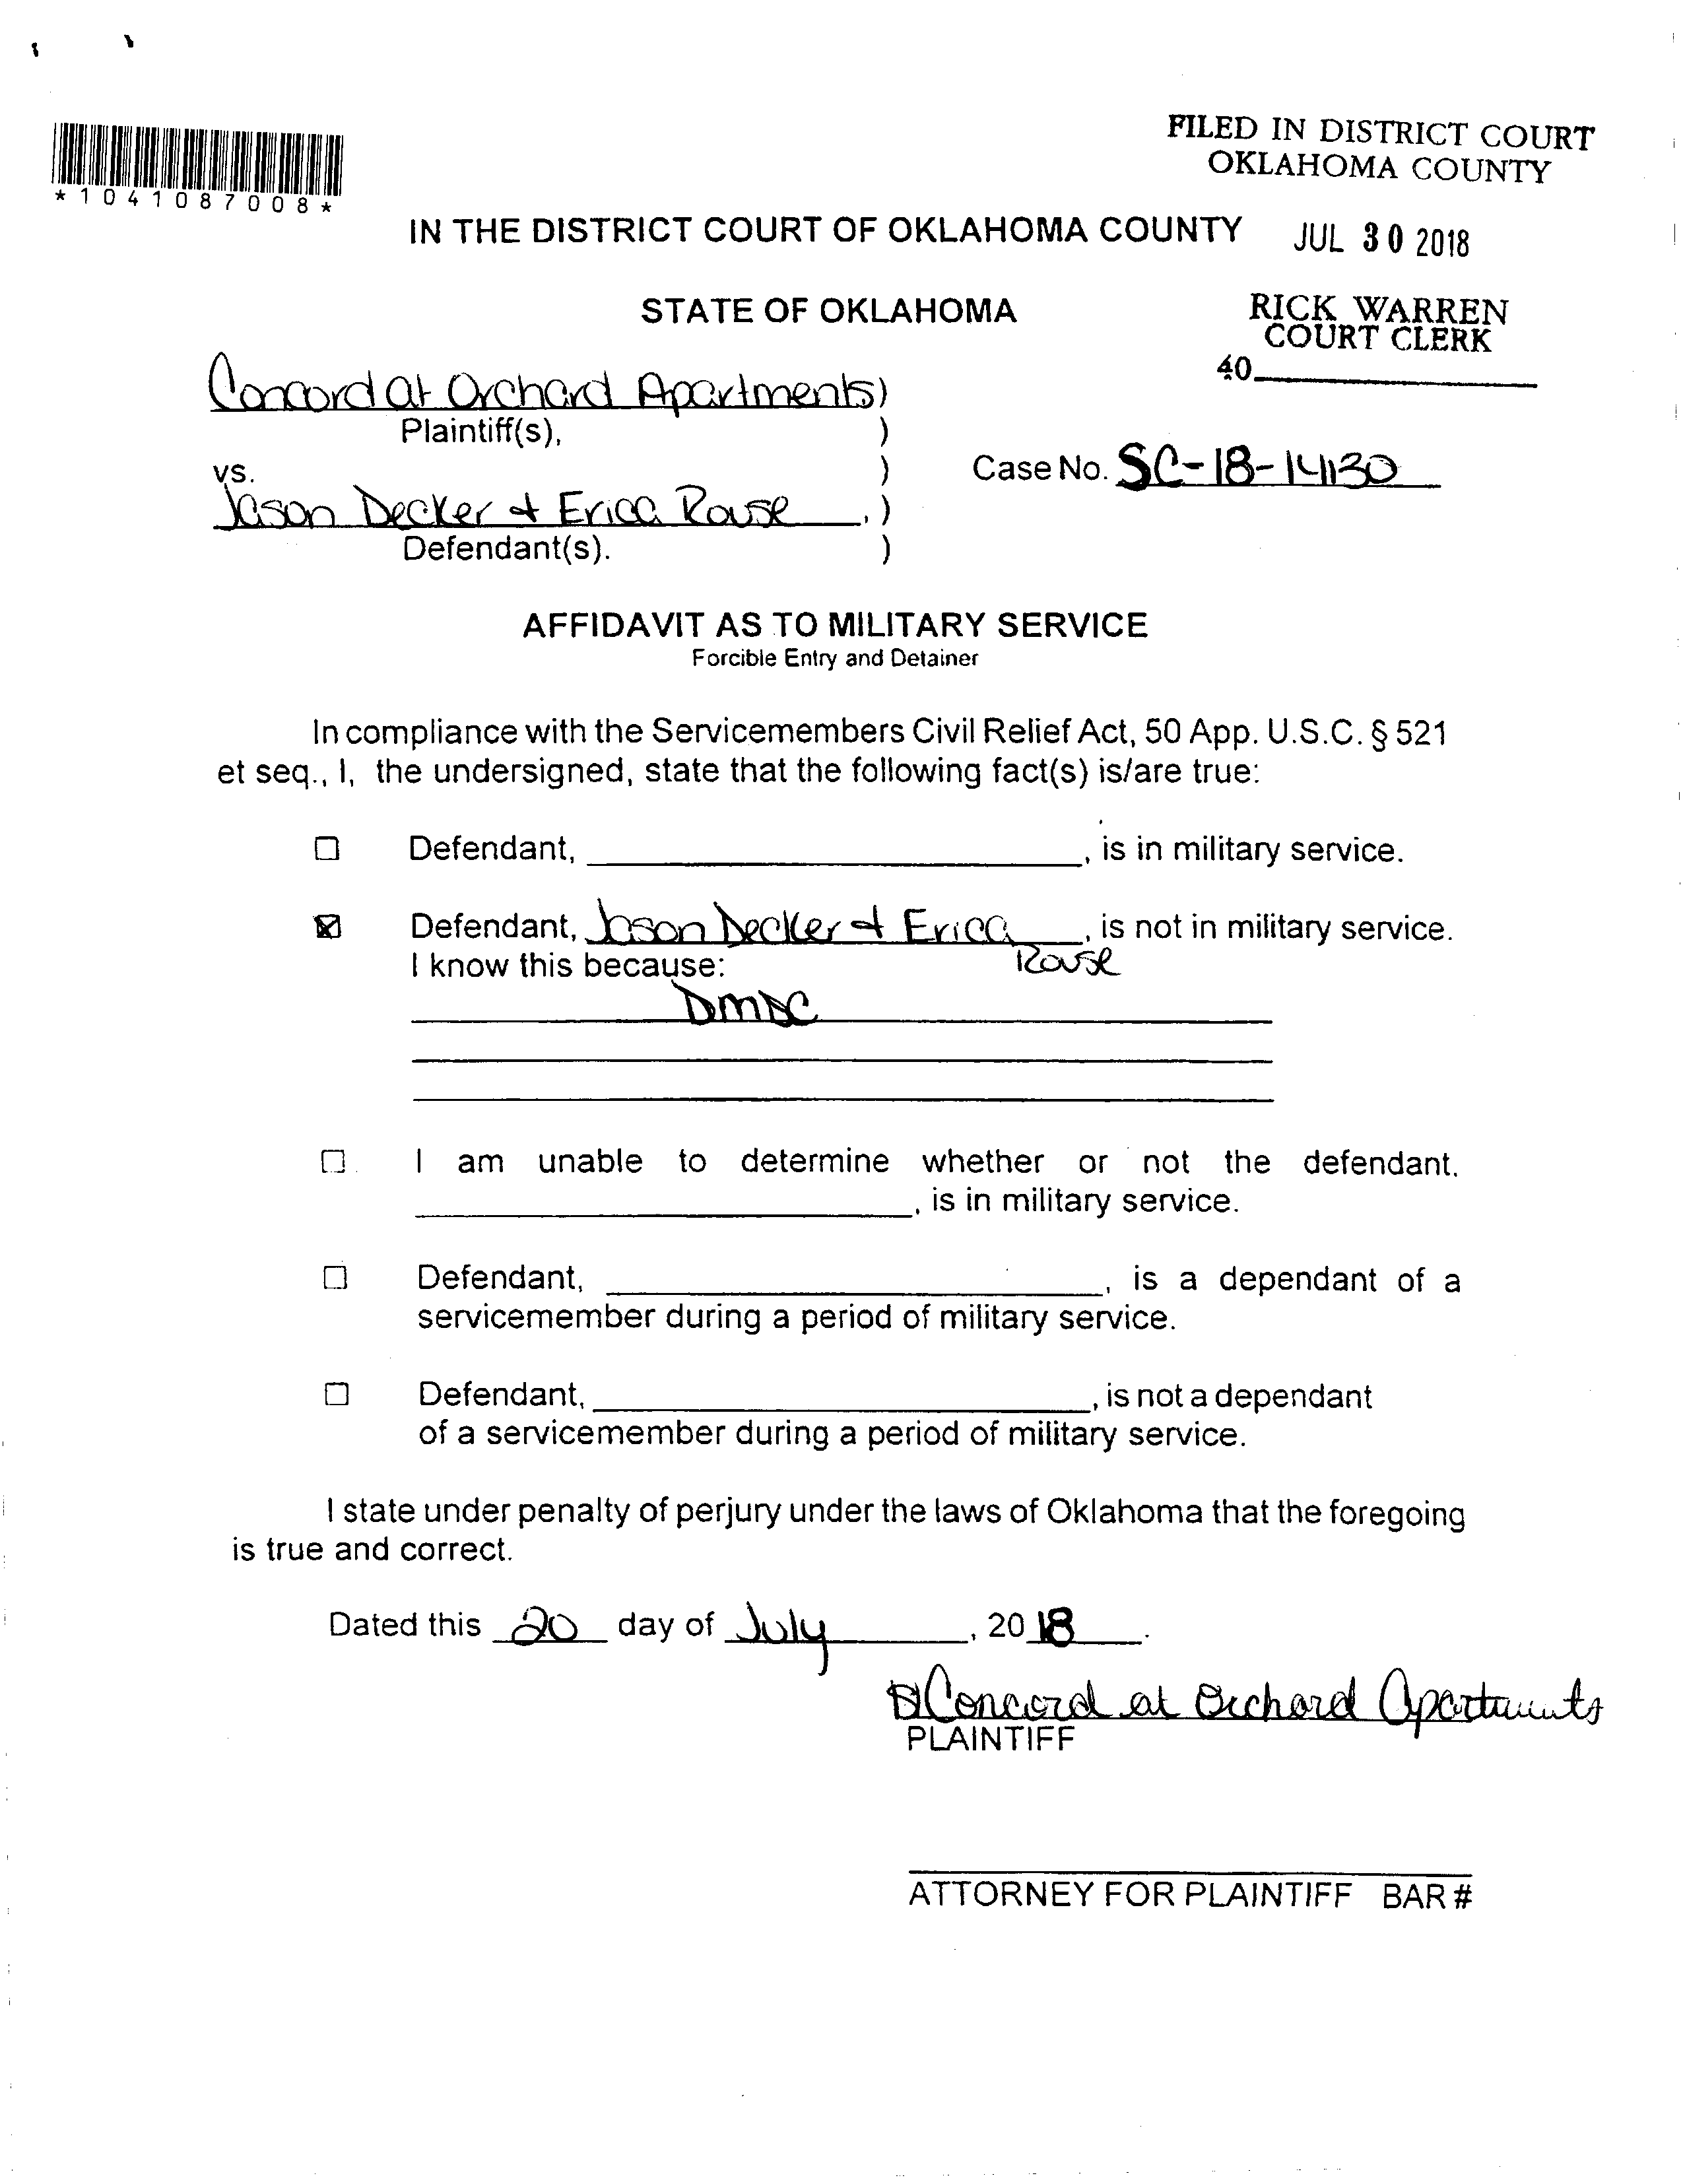 FILED IN DISTRICT COURT
OKLAHOMA COUNTY
*1041087008*
IN THE DISTRICT COURT OF OKLAHOMA COUNTY
JUL 30 2018
STATE OF OKLAHOMA
RICK WARREN
COURT CLERK
40
Concord at Orchard Apartments )
Plaintiff(s), )
vs. )
Case No. SC-18-14130
Jason Decker & Erica Rouse , )
Defendant(s). )
AFFIDAVIT AS TO MILITARY SERVICE
Forcible Entry and Detainer
In compliance with the Servicemembers Civil Relief Act, 50 App. U.S.C. § 521
et seq., I, the undersigned, state that the following fact(s) is/are true:
☐ Defendant, , is in military service.
☒ Defendant, Jason Decker & Erica , is not in military service.
Rouse
I know this because:
DMDC
☐ I am unable to determine whether or not the defendant.
, is in military service.
☐ Defendant, , is a dependant of a
servicemember during a period of military service.
☐ Defendant, , is not a dependant
of a servicemember during a period of military service.
I state under penalty of perjury under the laws of Oklahoma that the foregoing
is true and correct.
Dated this 20 day of July , 20 18 .
Concord at Orchard Apartments
PLAINTIFF
ATTORNEY FOR PLAINTIFF BAR #